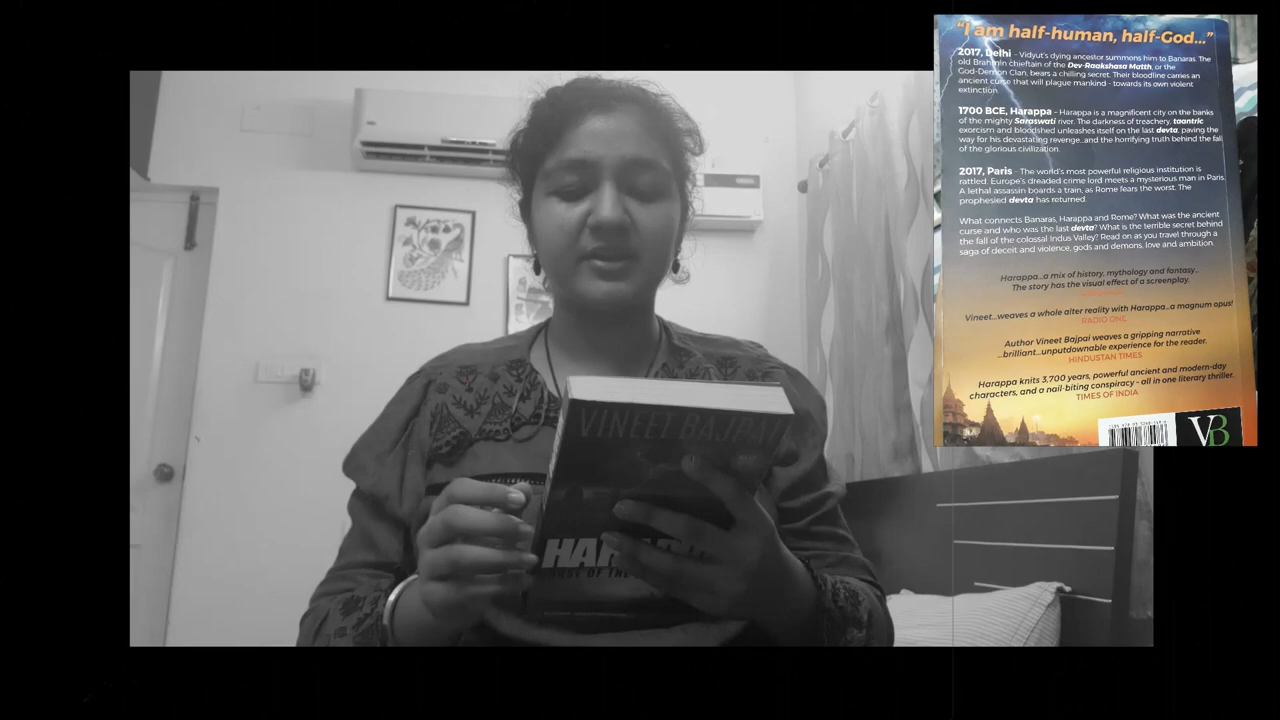 VINEET BAJPAI
HARAPPA
"I am half-human, half-God..."
2017, Delhi - Vidyut's dying ancestor summons him to Banaras. The
old Brahmin chieftain of the Dev-Raakshasa Matth, or the
God-Demon Clan, bears a chilling secret. Their bloodline carries an
ancient curse that will plague mankind - towards its own violent
extinction.
1700 BCE, Harappa - Harappa is a magnificent city on the banks
of the mighty Saraswati river. The darkness of treachery, taantric
exorcism and bloodshed unleashes itself on the last devta, paving the
way for his devastating revenge...and the horrifying truth behind the fall
of the glorious civilization.
2017, Paris - The world's most powerful religious institution is
rattled. Europe's dreaded crime lord meets a mysterious man in Paris.
A lethal assassin boards a train, as Rome fears the worst. The
prophesied devta has returned.
What connects Banaras, Harappa and Rome? What was the ancient
curse and who was the last devta? What is the terrible secret behind
the fall of the colossal Indus Valley? Read on as you travel through a
saga of deceit and violence, gods and demons, love and ambition.
Harappa...a mix of history, mythology and fantasy...
The story has the visual effect of a screenplay.
Vineet...weaves a whole alter reality with Harappa...a magnum opus!
RADIO ONE
Author Vineet Bajpai weaves a gripping narrative
...brilliant...unputdownable experience for the reader.
HINDUSTAN TIMES
Harappa knits 3,700 years, powerful ancient and modern-day
characters, and a nail-biting conspiracy - all in one literary thriller.
TIMES OF INDIA
VB